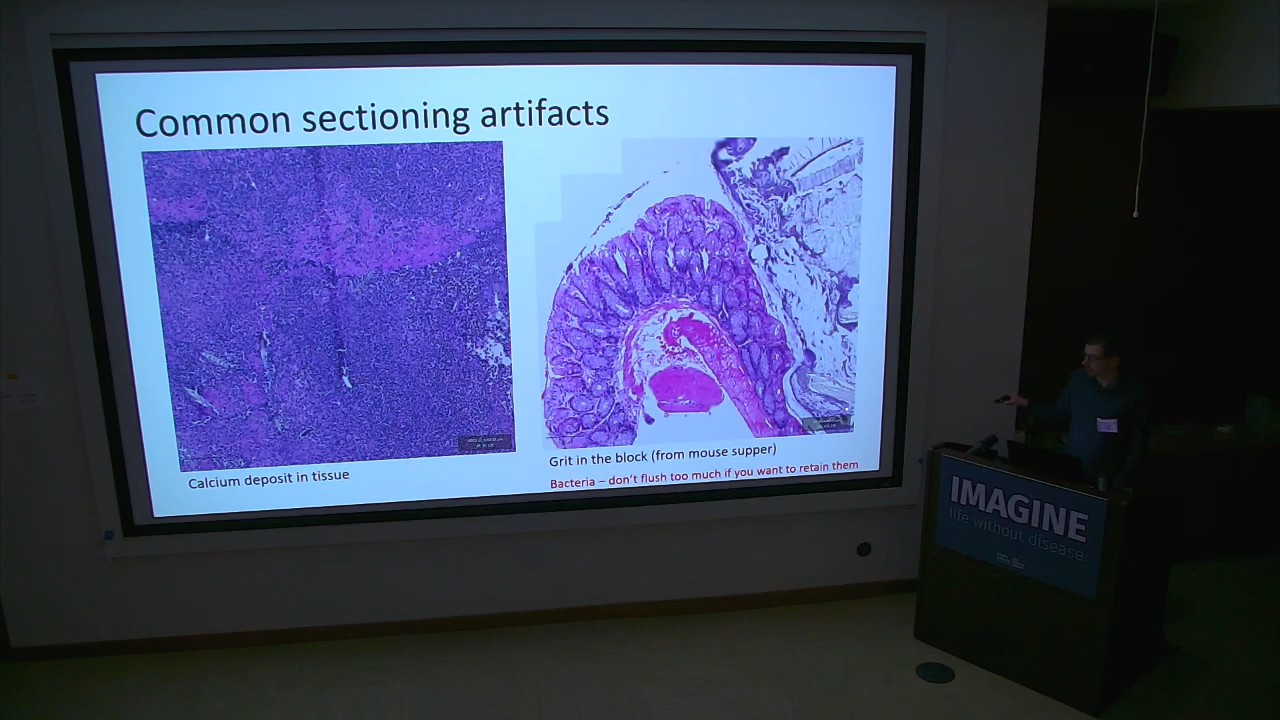 Common sectioning artifacts
Calcium deposit in tissue
Grit in the block (from mouse supper)
Bacteria – don't flush too much if you want to retain them
IMAGINE
life without disease